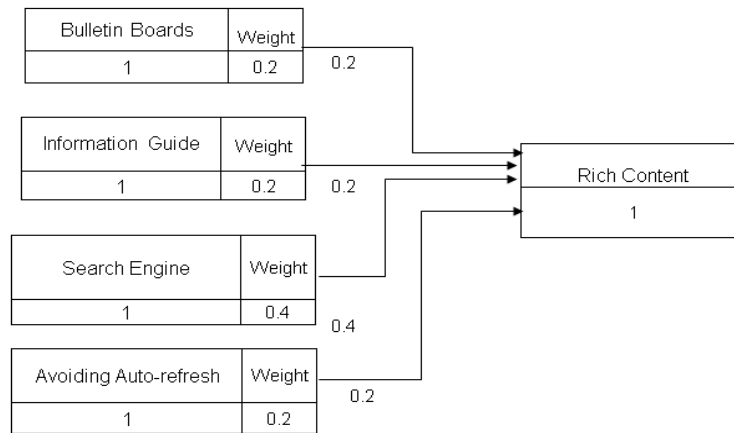 Bulletin Boards Weight
1 0.2
0.2
Information Guide Weight
1 0.2
0.2
Search Engine Weight
1 0.4
0.4
Avoiding Auto-refresh Weight
1 0.2
0.2
Rich Content
1